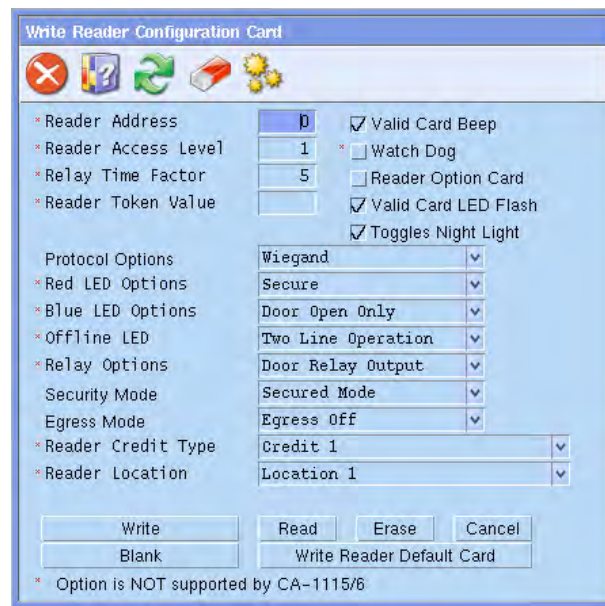 Write Reader Configuration Card
* Reader Address 0 Valid Card Beep
* Reader Access Level 1 * Watch Dog
* Relay Time Factor 5 Reader Option Card
* Reader Token Value Valid Card LED Flash
Toggles Night Light
Protocol Options Wiegand
* Red LED Options Secure
* Blue LED Options Door Open Only
* Offline LED Two Line Operation
* Relay Options Door Relay Output
Security Mode Secured Mode
Egress Mode Egress Off
* Reader Credit Type Credit 1
* Reader Location Location 1
Write Read Erase Cancel
Blank Write Reader Default Card
* Option is NOT supported by CA-1115/6